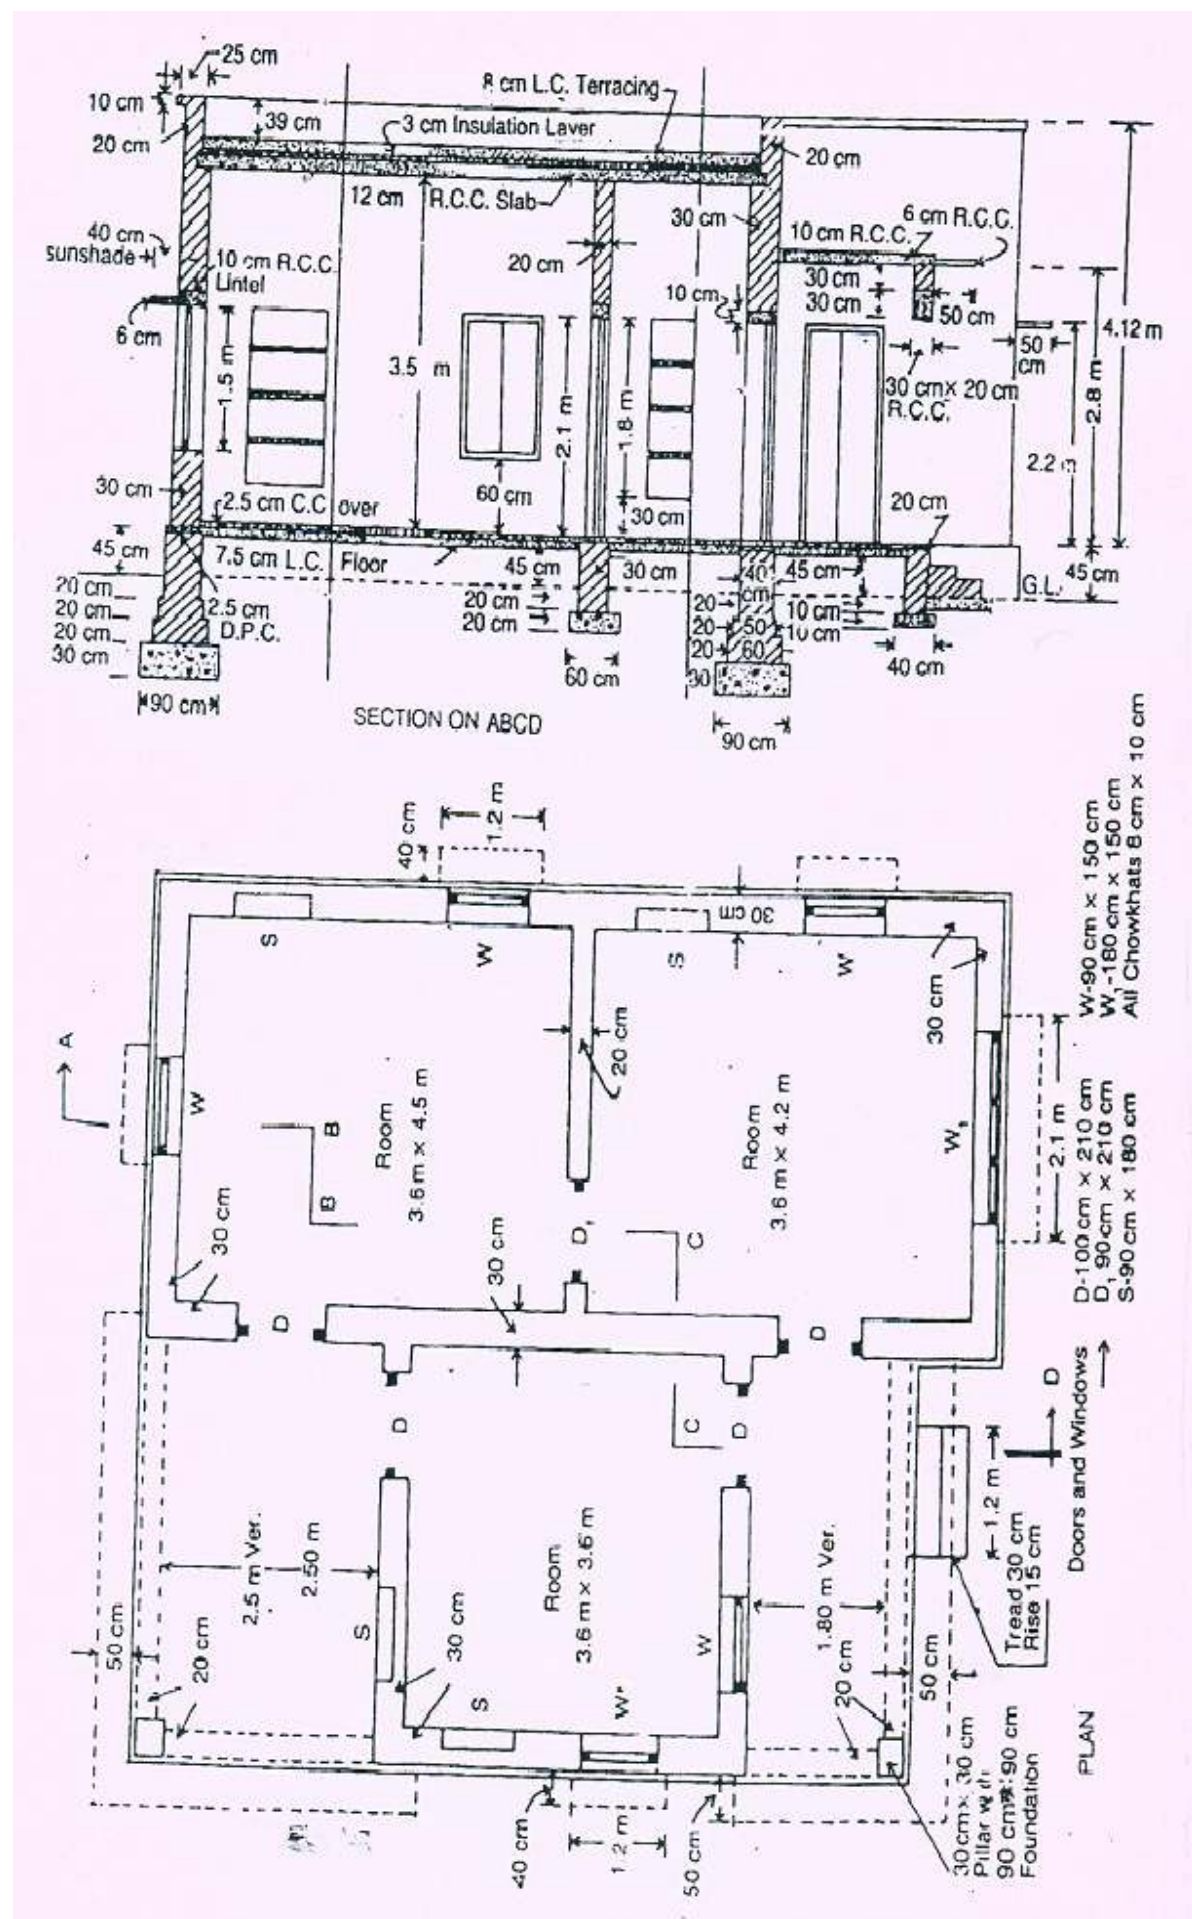 25 cm
10 cm
20 cm
39 cm
8 cm L.C. Terracing
3 cm Insulation Layer
12 cm
R.C.C. Slab
20 cm
30 cm
10 cm R.C.C.
6 cm R.C.C.
40 cm
sunshade
10 cm R.C.C.
Lintel
20 cm
10 cm
30 cm
30 cm
50 cm
4.12 m
6 cm
1.5 m
3.5 m
2.1 m
1.8 m
50
cm
30 cm × 20 cm
R.C.C.
2.8 m
2.2
30 cm
2.5 cm C.C over
60 cm
30 cm
20 cm
45 cm
7.5 cm L.C. Floor
45 cm
30 cm
40
cm
45 cm
G.L.
45 cm
20 cm
20 cm
20 cm
30 cm
2.5 cm
D.P.C.
20 cm
20 cm
20
20
20
30
50
60
10 cm
10 cm
40 cm
60 cm
90 cm
90 cm
SECTION ON ABCD
40 cm
1.2 m
S
W
S
W
30 cm
30 cm
A
W
20 cm
Room
3.6 m × 4.5 m
B
B
Room
3.6 m × 4.2 m
W₁
2.1 m
30 cm
D₁
C
30 cm
D
D
D
C
D
D
2.5 m Ver.
2.50 m
50 cm
20 cm
S
30 cm
Room
3.6 m × 3.6 m
S
W
W
1.80 m Ver.
20 cm
50 cm
1.2 m
Tread 30 cm
Rise 15 cm
40 cm
1.2 m
50 cm
30 cm × 30 cm
Pillar
90 cm × 90 cm
Foundation
PLAN
Doors and Windows
D-100 cm × 210 cm
D₁ 90 cm × 210 cm
S-90 cm × 180 cm
W-90 cm × 150 cm
W₁-180 cm × 150 cm
All Chowkhats 8 cm × 10 cm